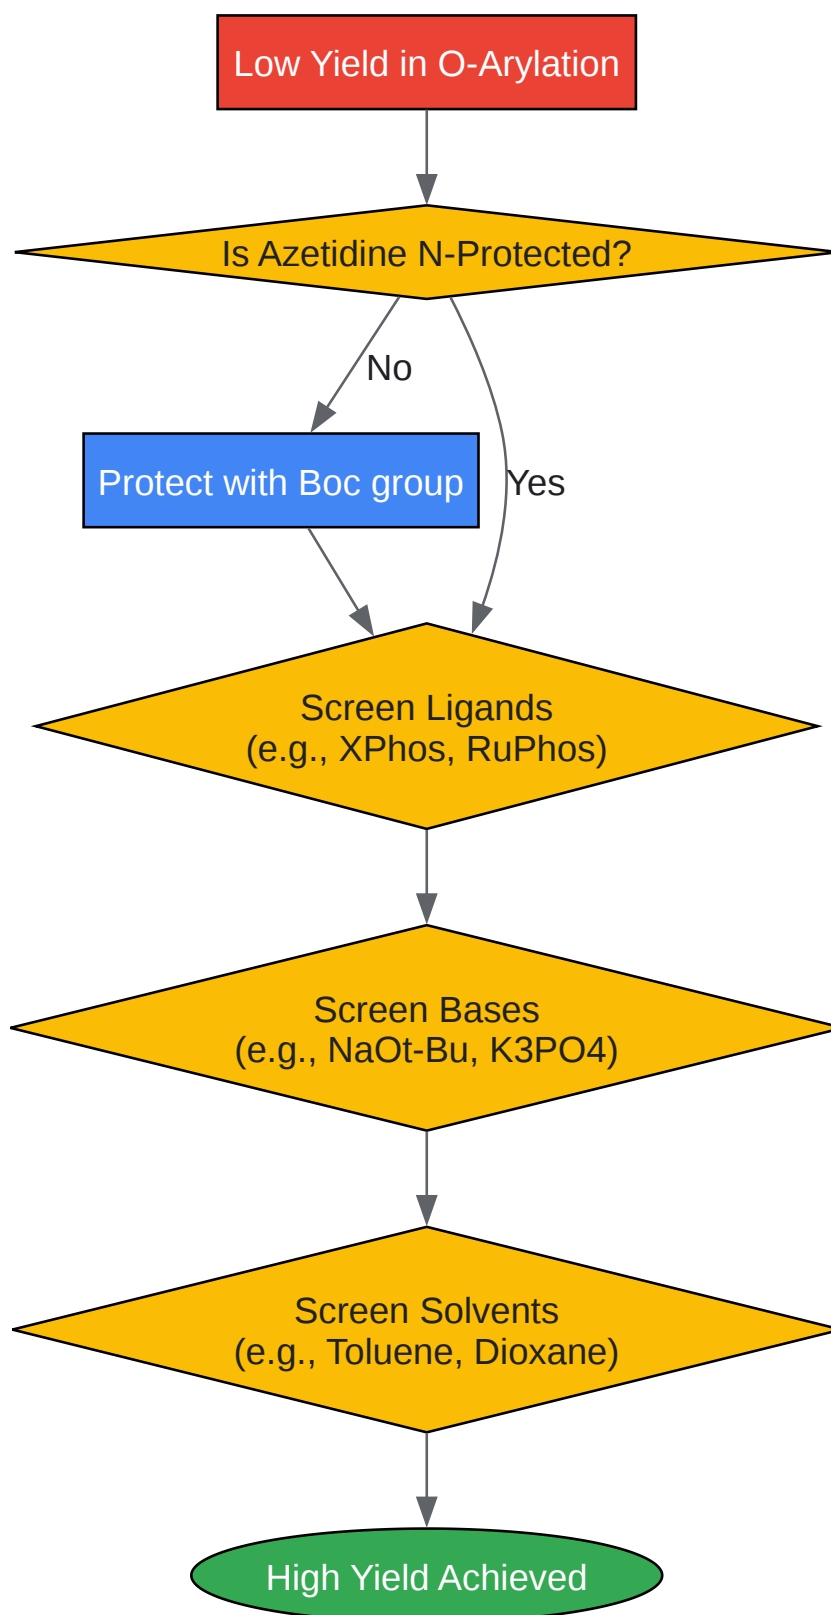 Low Yield in O-Arylation
Is Azetidine N-Protected?
No
Protect with Boc group
Yes
Screen Ligands
(e.g., XPhos, RuPhos)
Screen Bases
(e.g., NaOt-Bu, K3PO4)
Screen Solvents
(e.g., Toluene, Dioxane)
High Yield Achieved